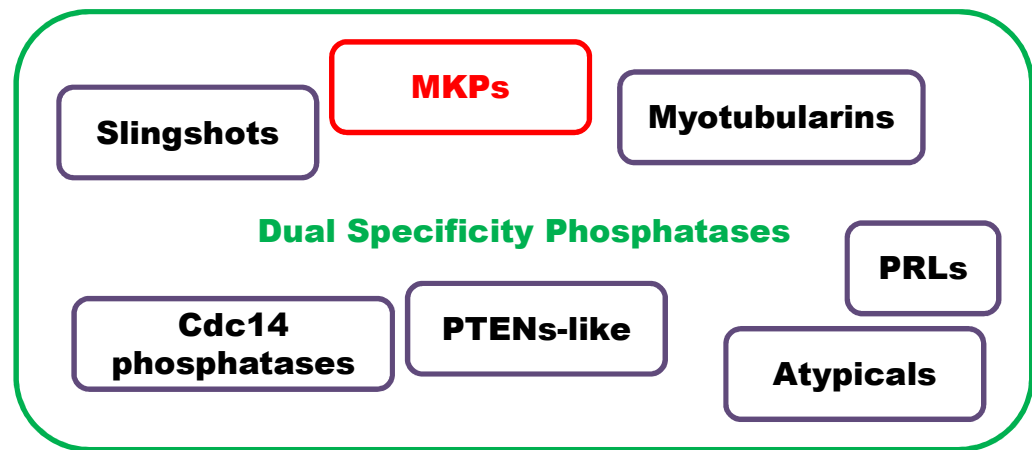 MKPs
Slingshots
Myotubularins
Dual Specificity Phosphatases
PRLs
Cdc14
phosphatases
PTENs-like
Atypicals